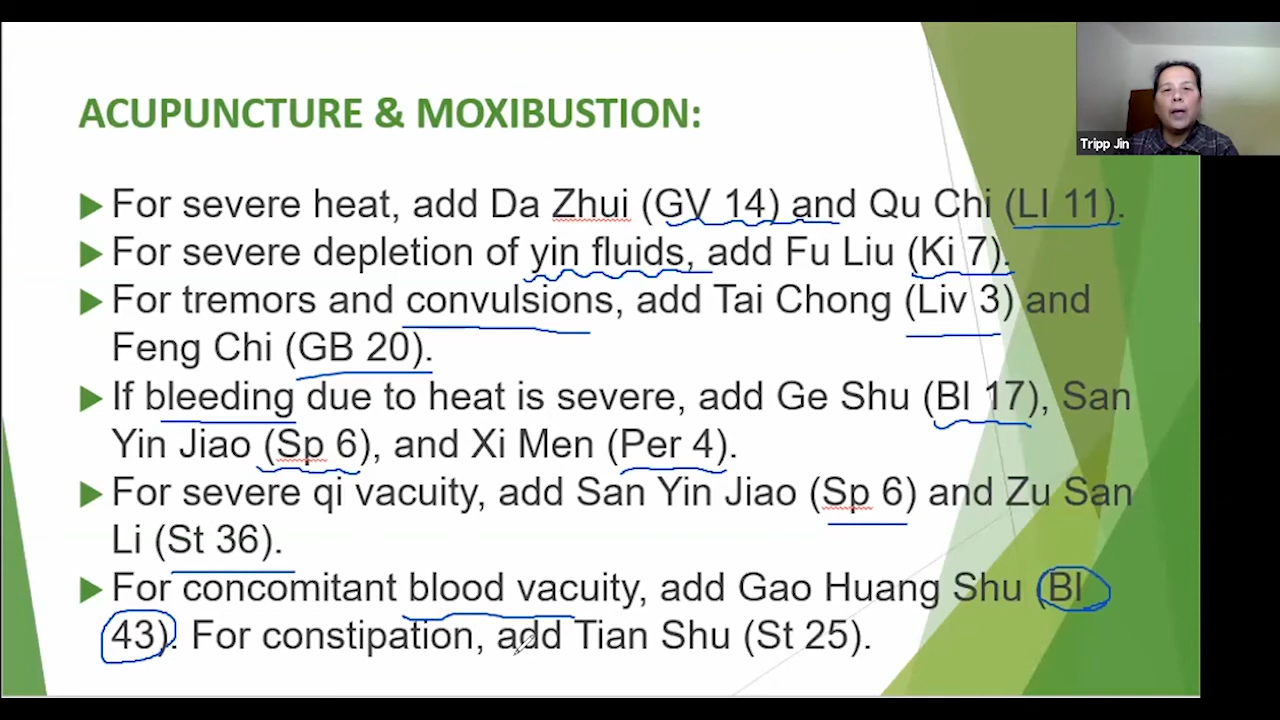 ACUPUNCTURE & MOXIBUSTION:
Tripp Jin
For severe heat, add Da Zhui (GV 14) and Qu Chi (LI 11).
For severe depletion of yin fluids, add Fu Liu (Ki 7).
For tremors and convulsions, add Tai Chong (Liv 3) and
Feng Chi (GB 20).
If bleeding due to heat is severe, add Ge Shu (Bl 17), San
Yin Jiao (Sp 6), and Xi Men (Per 4).
For severe qi vacuity, add San Yin Jiao (Sp 6) and Zu San
Li (St 36).
For concomitant blood vacuity, add Gao Huang Shu (Bl
43). For constipation, add Tian Shu (St 25).